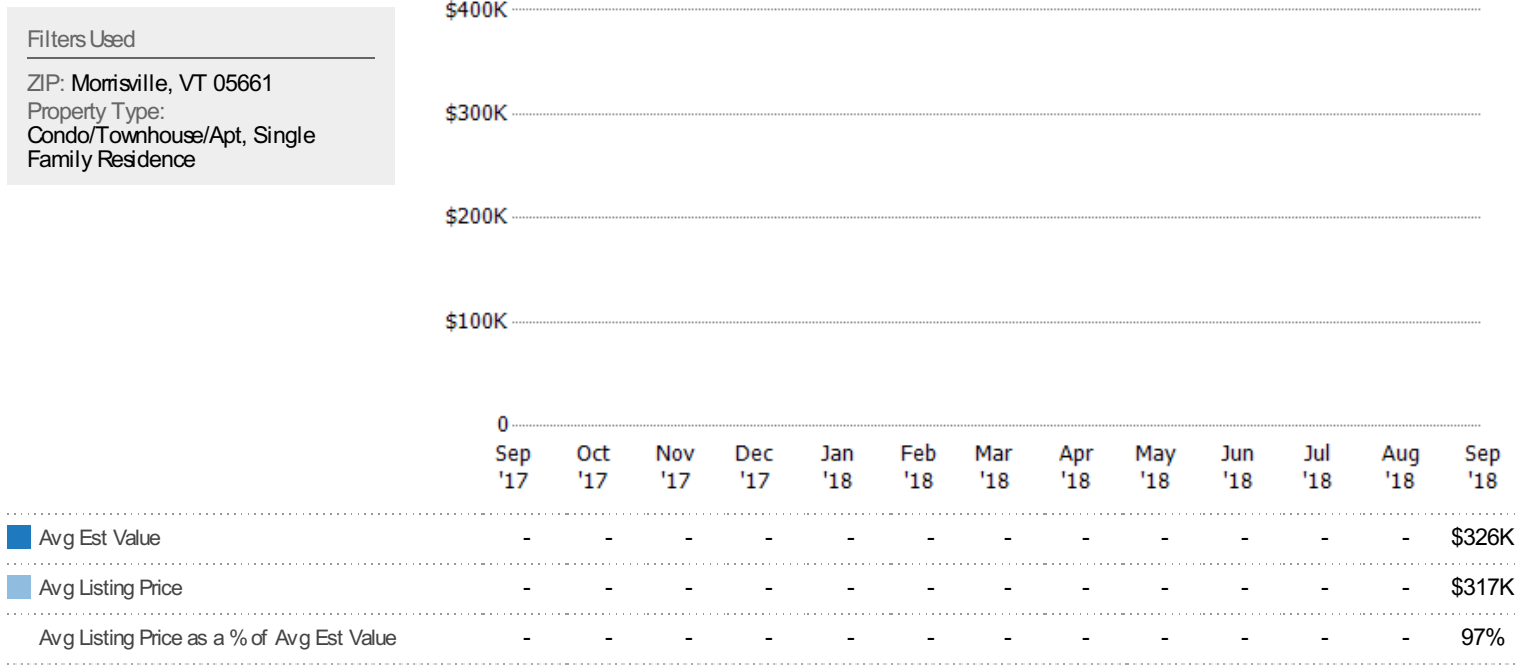 Filters Used
ZIP: Morrisville, VT 05661
Property Type:
Condo/Townhouse/Apt, Single
Family Residence
$400K
$300K
$200K
$100K
0
Sep Oct Nov Dec Jan Feb Mar Apr May Jun Jul Aug Sep
'17 '17 '17 '17 '18 '18 '18 '18 '18 '18 '18 '18 '18
Avg Est Value - - - - - - - - - - - - $326K
Avg Listing Price - - - - - - - - - - - - $317K
Avg Listing Price as a % of Avg Est Value - - - - - - - - - - - - 97%